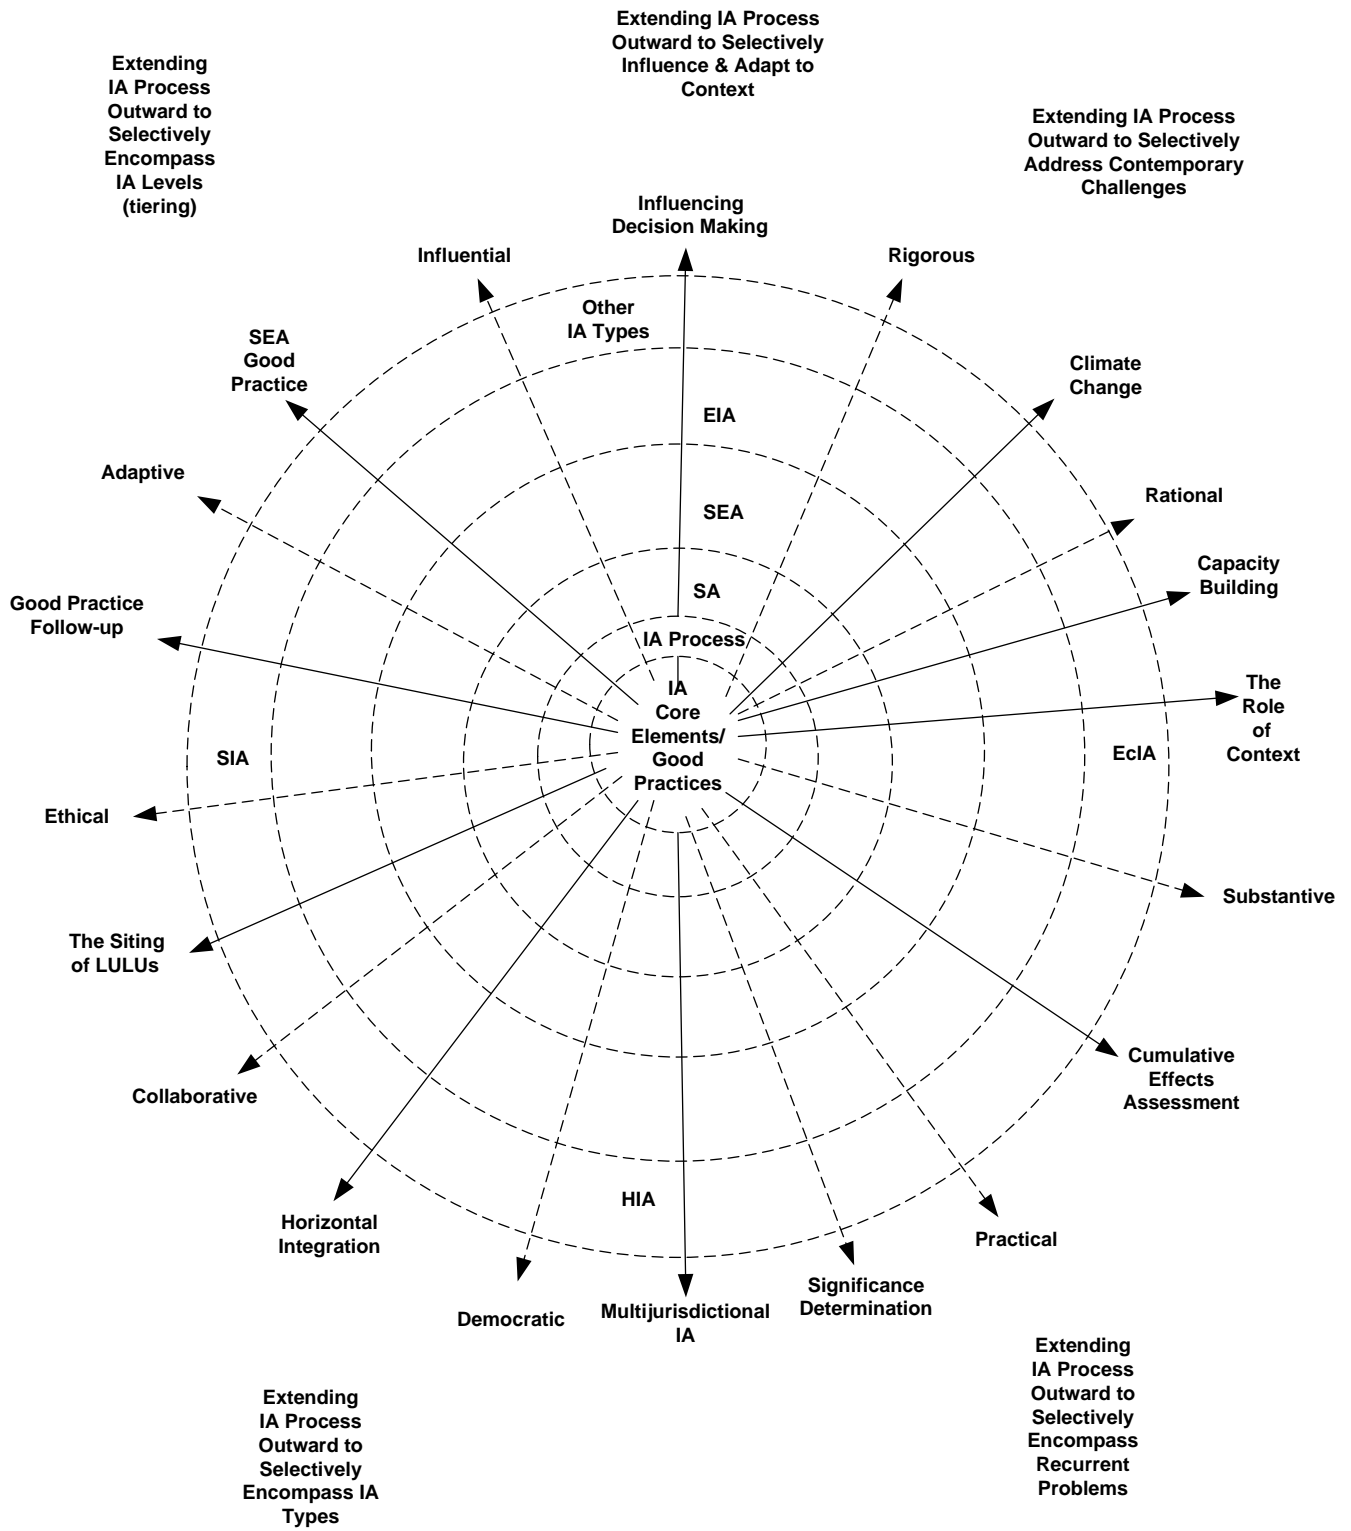 Extending IA Process
Outward to Selectively
Influence & Adapt to
Context
Extending
IA Process
Outward to
Selectively
Encompass
IA Levels
(tiering)
Extending IA Process
Outward to Selectively
Address Contemporary
Challenges
Influencing
Decision Making
Influential
Rigorous
Other
IA Types
SEA
Good
Practice
Climate
Change
EIA
Adaptive
Rational
SEA
Capacity
Building
SA
Good Practice
Follow-up
IA Process
The
Role
of
Context
IA
Core
Elements/
Good
Practices
SIA
EcIA
Ethical
Substantive
The Siting
of LULUs
Cumulative
Effects
Assessment
Collaborative
HIA
Horizontal
Integration
Practical
Significance
Determination
Democratic
Multijurisdictional
IA
Extending
IA Process
Outward to
Selectively
Encompass
Recurrent
Problems
Extending
IA Process
Outward to
Selectively
Encompass IA
Types